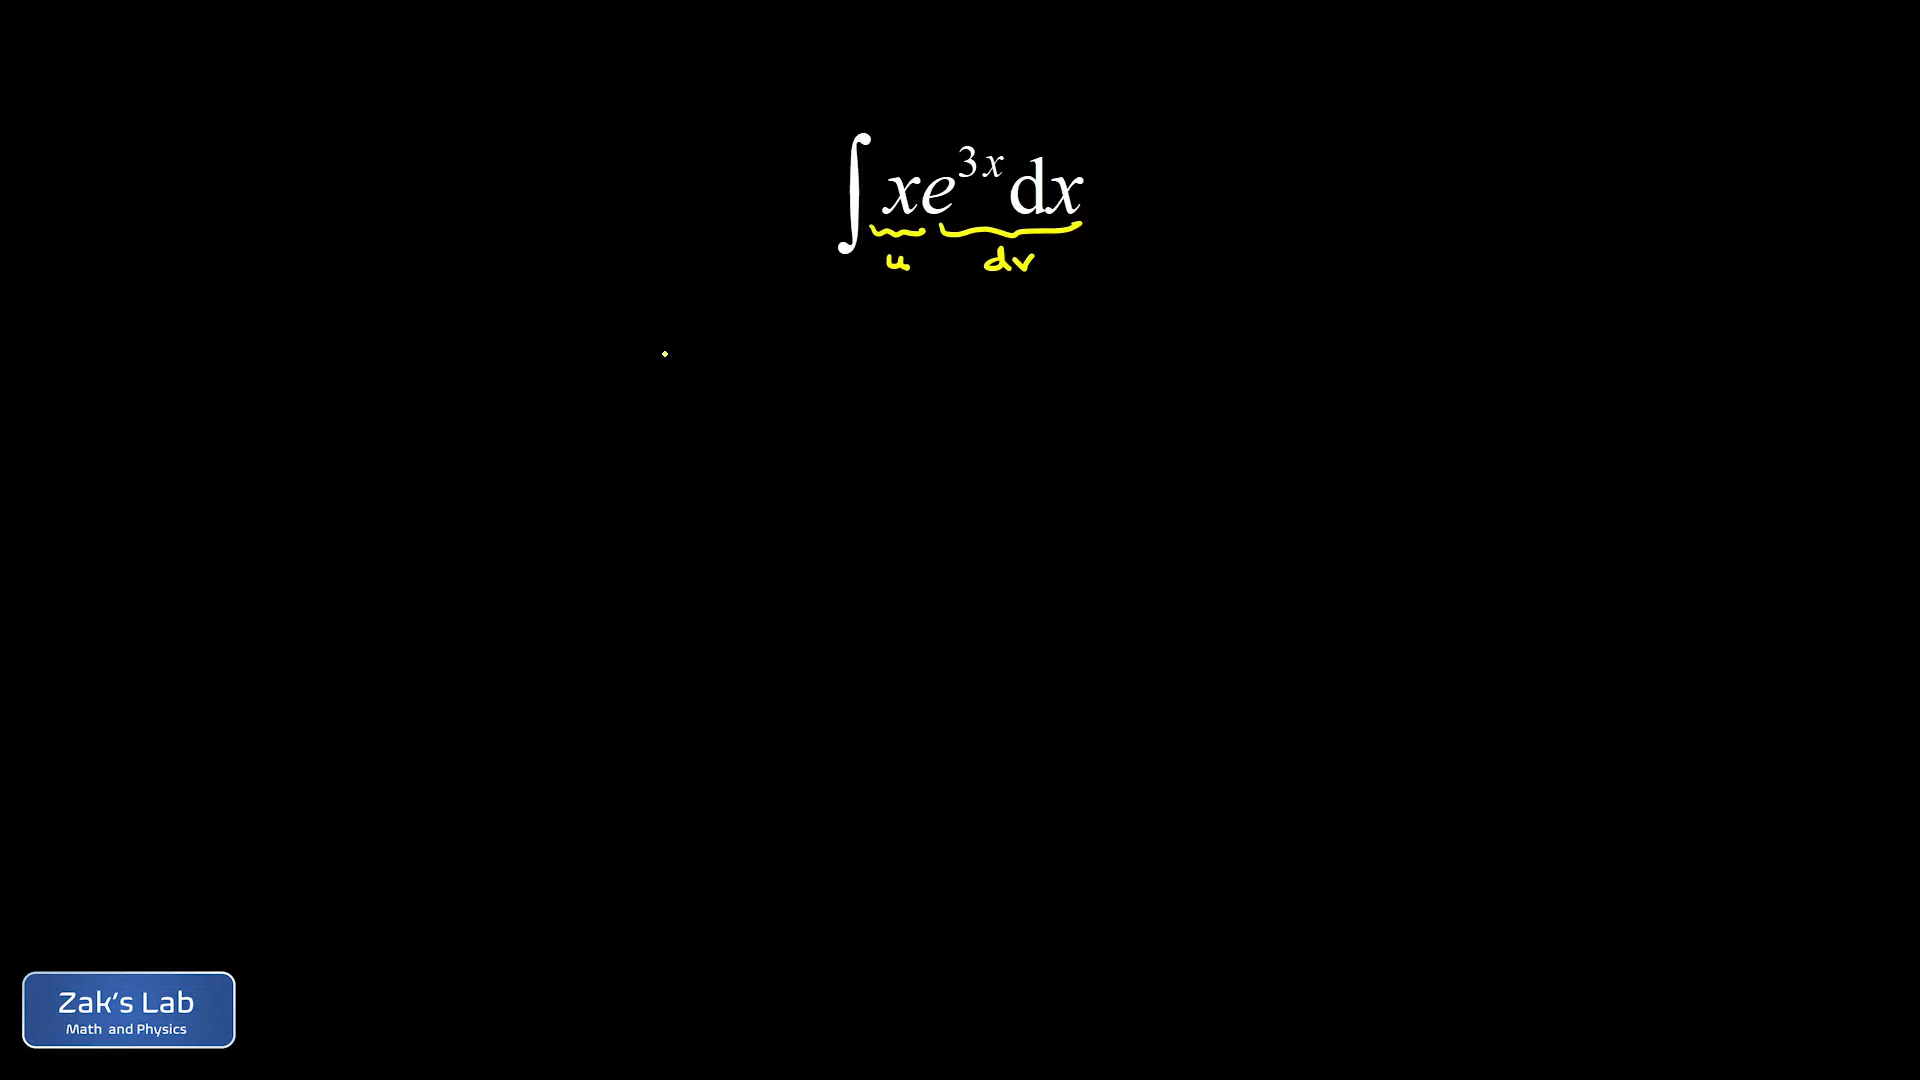 ∫xe^{3x}dx
u dv
Zak's Lab
Math and Physics